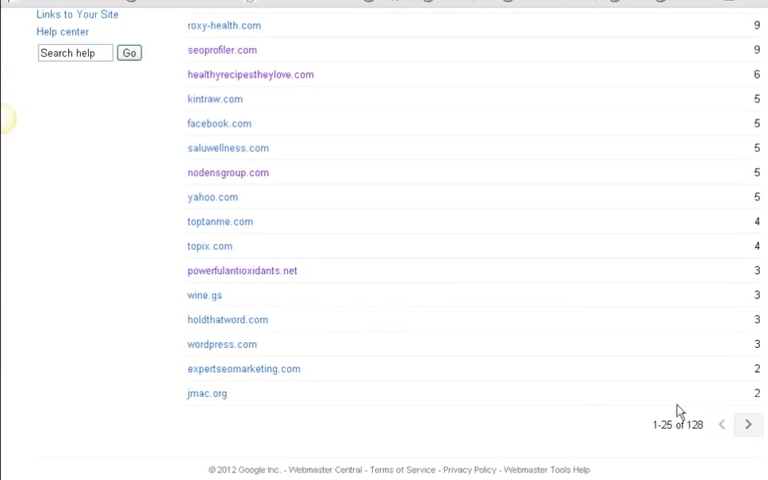 Links to Your Site
Help center
Search help Go
roxy-health.com 9
seoprofiler.com 9
healthyrecipestheylove.com 6
kintraw.com 5
facebook.com 5
saluwellness.com 5
nodensgroup.com 5
yahoo.com 5
toptanme.com 4
topix.com 4
powerfulantioxidants.net 3
wine.gs 3
holdthatword.com 3
wordpress.com 3
expertseomarketing.com 2
jmac.org 2
1-25 of 128
© 2012 Google Inc. - Webmaster Central - Terms of Service - Privacy Policy - Webmaster Tools Help